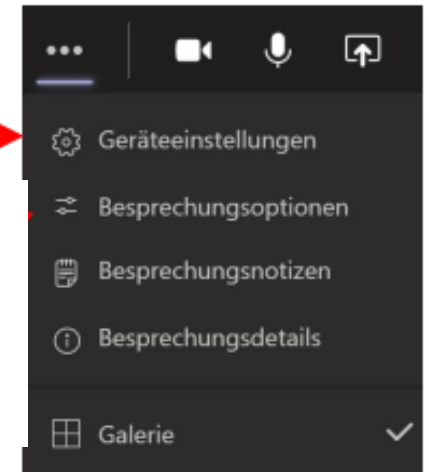 Geräteeinstellungen
Besprechungsoptionen
Besprechungsnotizen
Besprechungsdetails
Galerie